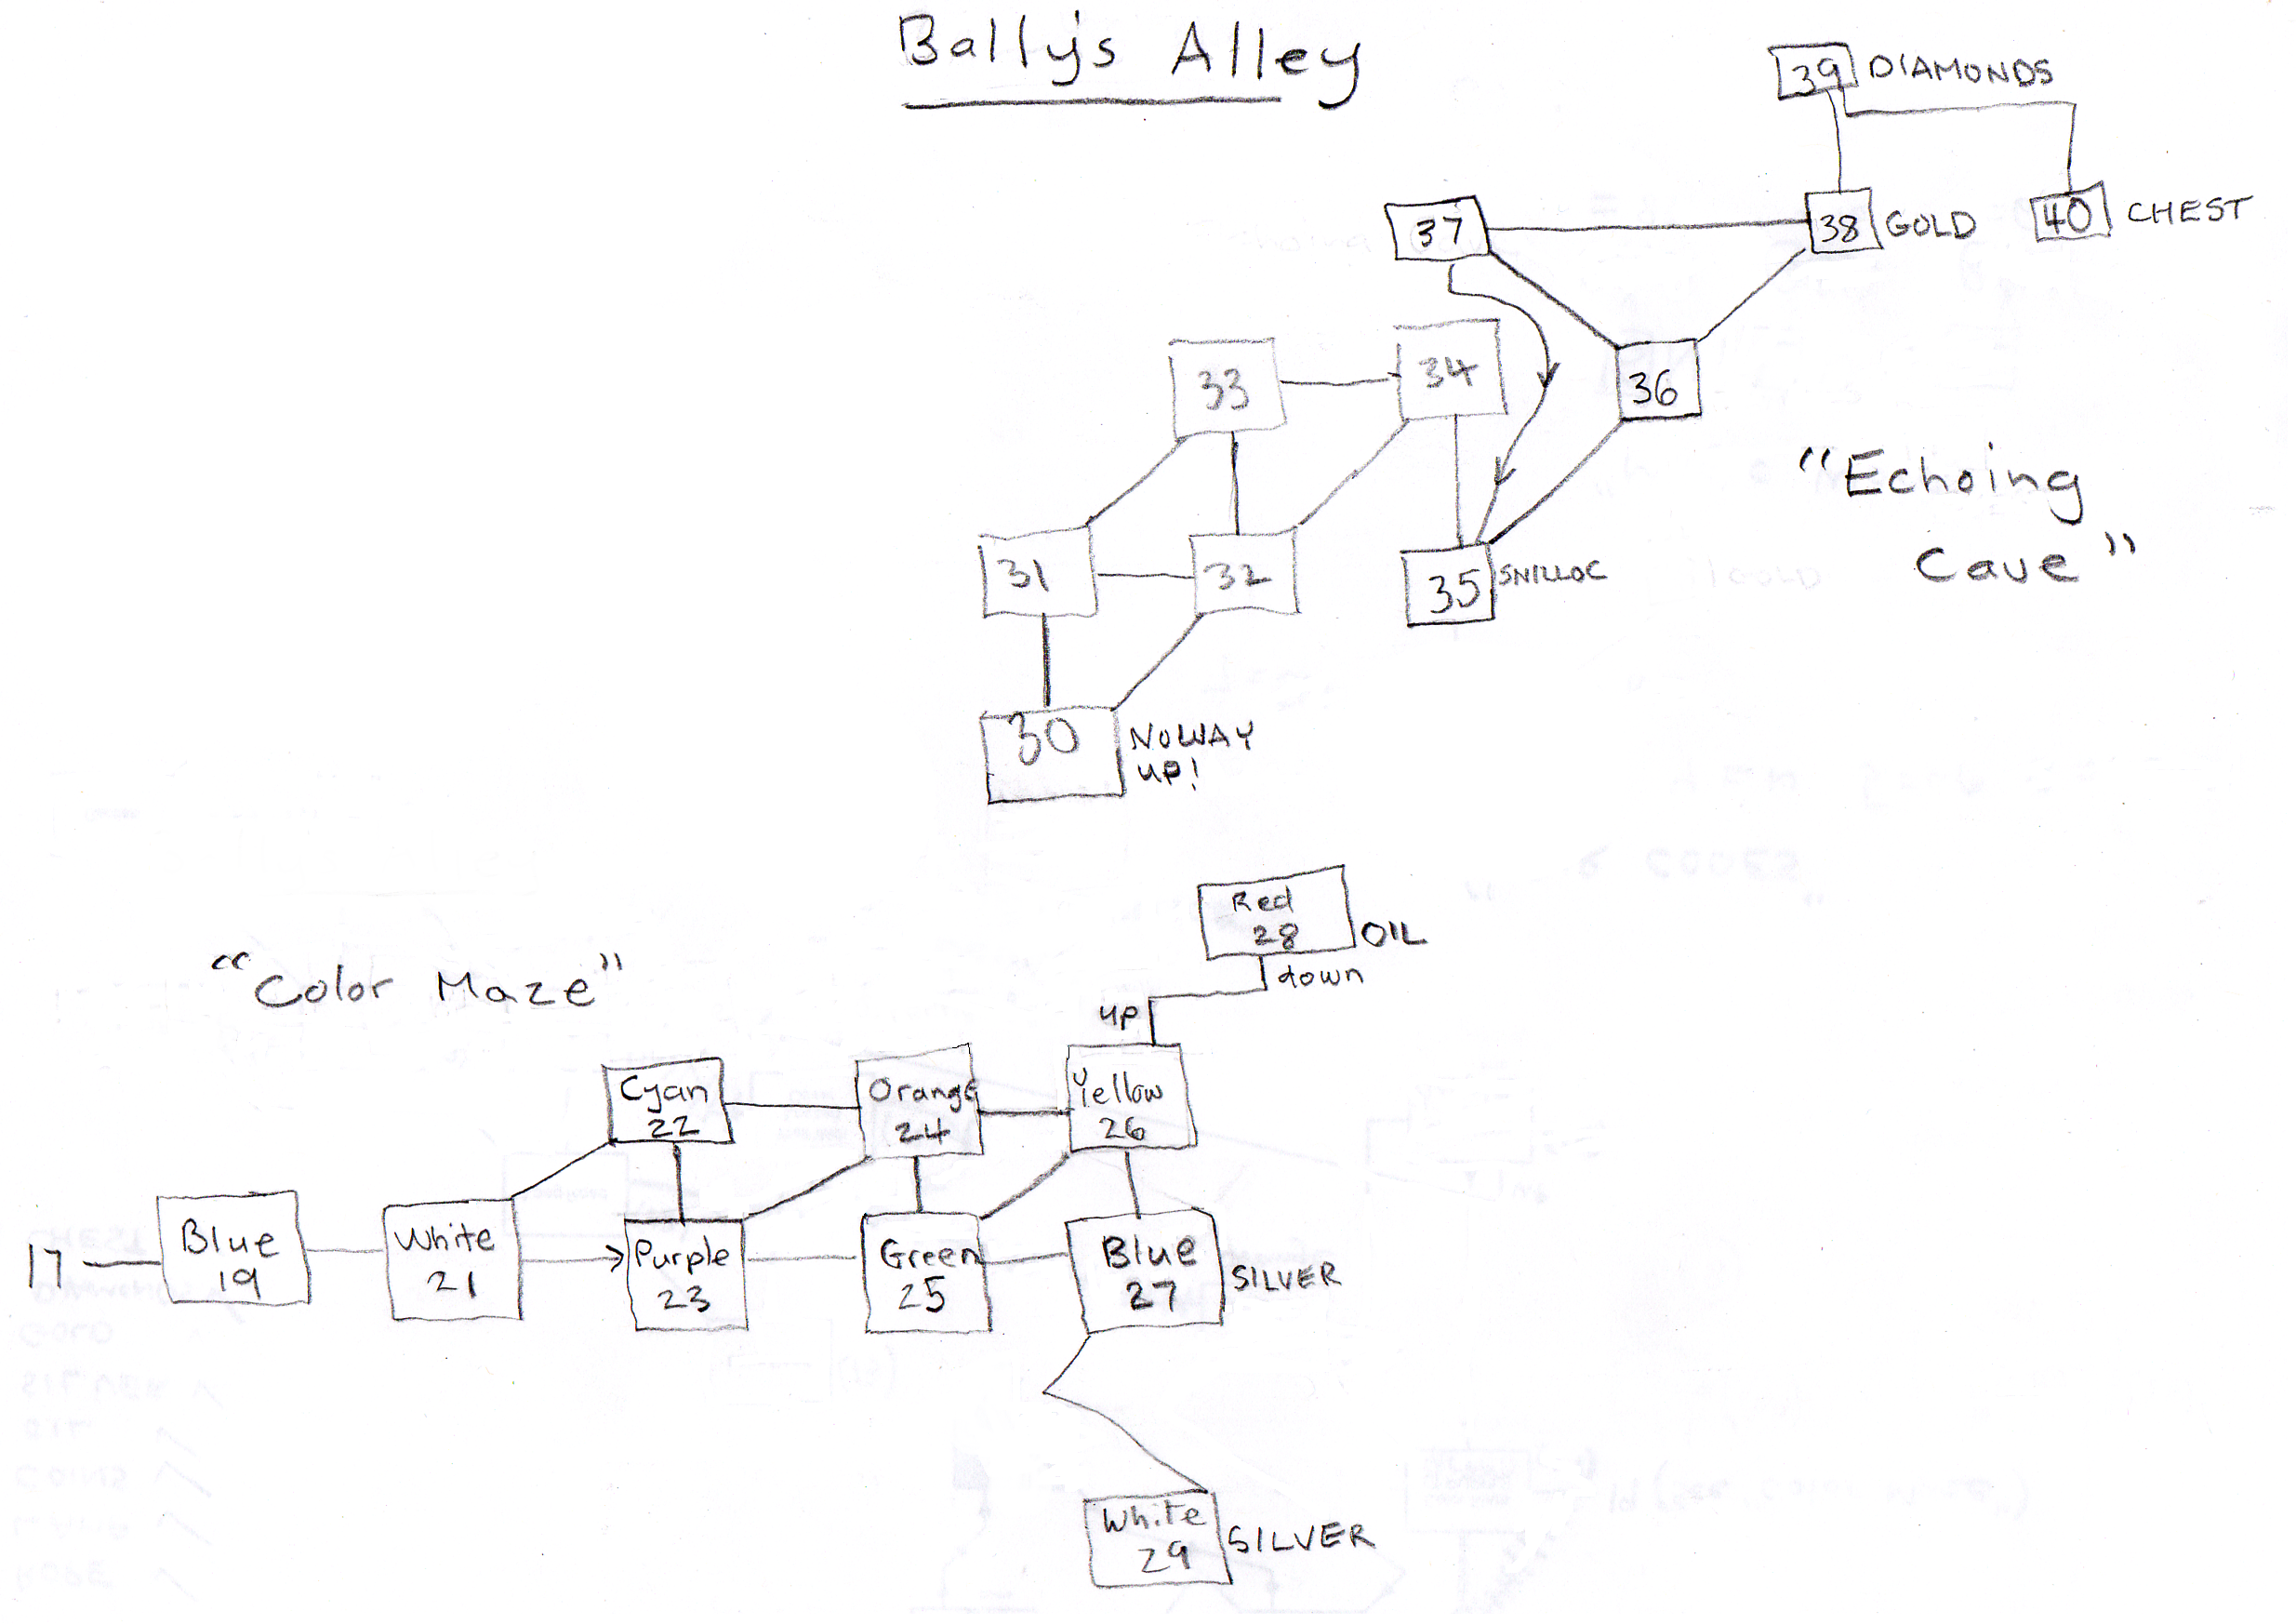 Bally's Alley
39 DIAMONDS
37
38 GOLD
40 CHEST
33
34
36
"Echoing
Cave"
31
32
35 SNILLOC
30
NOWAY
UP!
Red
28
OIL
down
up
"Color Maze"
Cyan
22
Orange
24
Yellow
26
17
Blue
19
White
21
Purple
23
Green
25
Blue
27
SILVER
White
29
SILVER